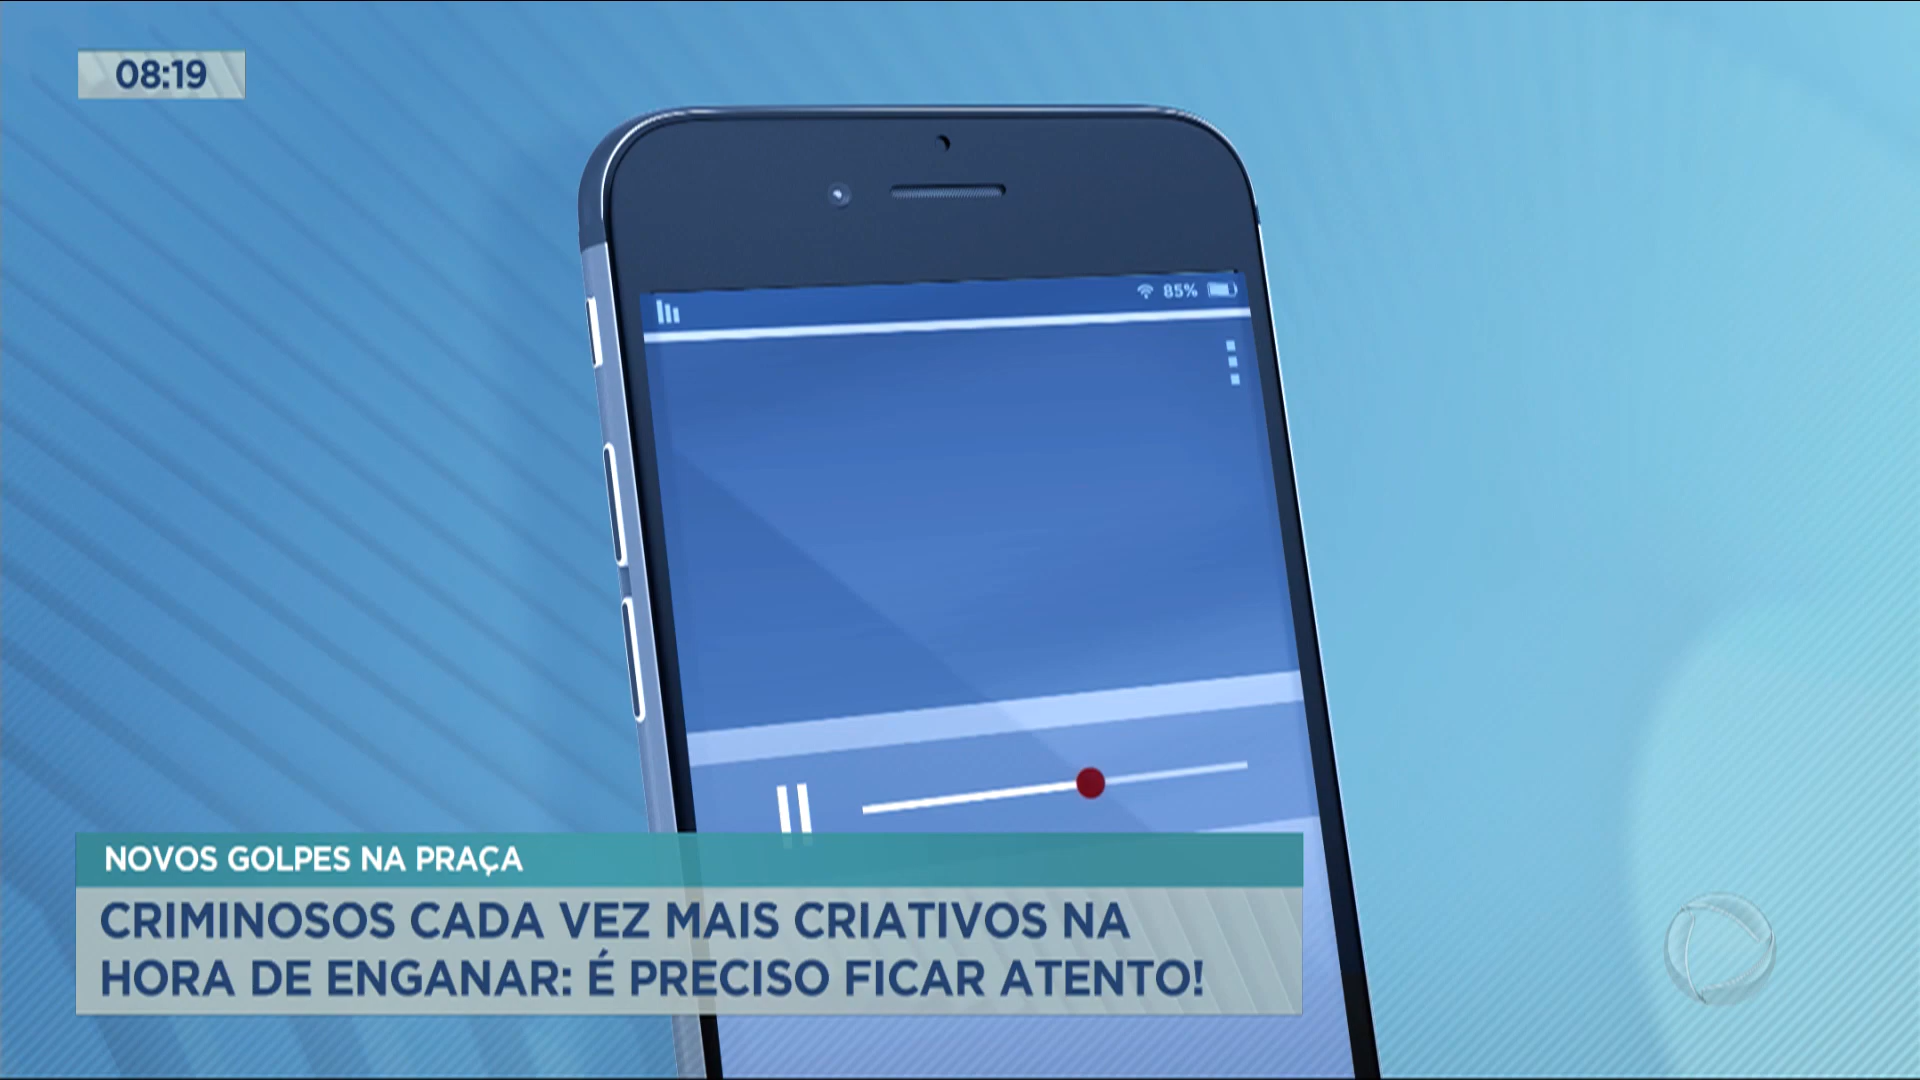 08:19
85%
NOVOS GOLPES NA PRAÇA
CRIMINOSOS CADA VEZ MAIS CRIATIVOS NA
HORA DE ENGANAR: É PRECISO FICAR ATENTO!